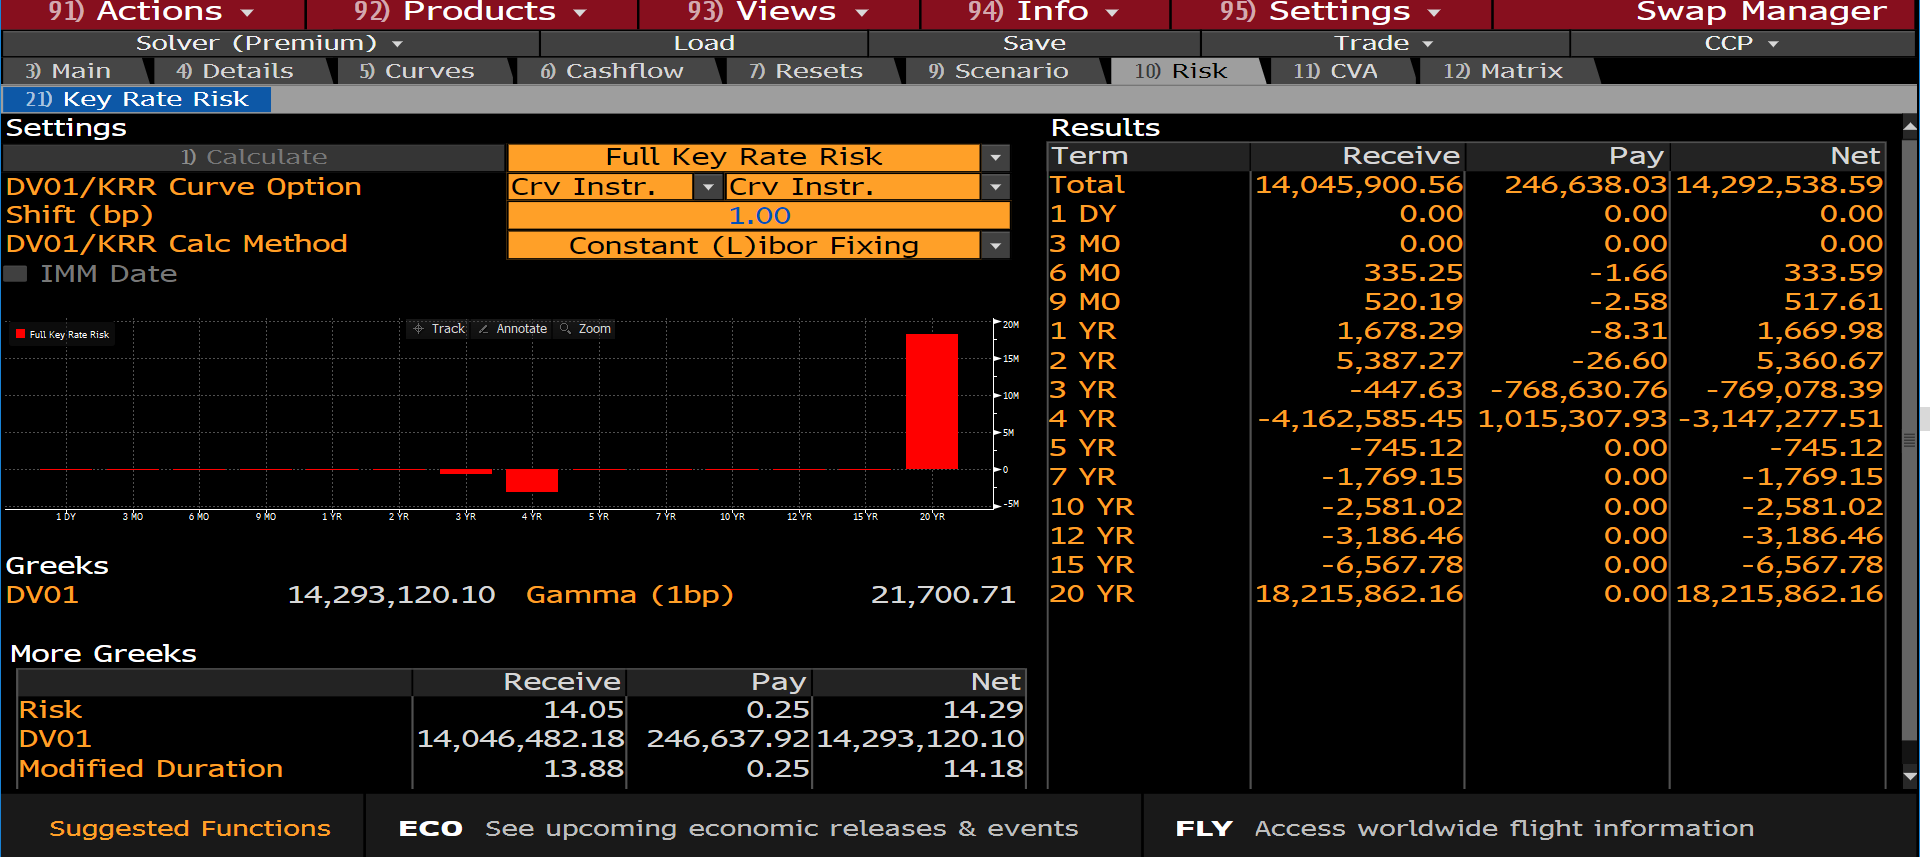 91) Actions 92) Products 93) Views 94) Info 95) Settings Swap Manager
Solver (Premium) Load Save Trade CCP
3) Main 4) Details 5) Curves 6) Cashflow 7) Resets 9) Scenario 10) Risk 11) CVA 12) Matrix
21) Key Rate Risk
Settings
1) Calculate Full Key Rate Risk
DV01/KRR Curve Option Crv Instr. Crv Instr.
Shift (bp) 1.00
DV01/KRR Calc Method Constant (L)ibor Fixing
IMM Date
Full Key Rate Risk
Track Annotate Zoom
20M
15M
10M
5M
0
-5M
1 DY 3 MO 6 MO 9 MO 1 YR 2 YR 3 YR 4 YR 5 YR 7 YR 10 YR 12 YR 15 YR 20 YR
Greeks
DV01 14,293,120.10 Gamma (1bp) 21,700.71
More Greeks
Receive Pay Net
Risk 14.05 0.25 14.29
DV01 14,046,482.18 246,637.92 14,293,120.10
Modified Duration 13.88 0.25 14.18
Results
Term Receive Pay Net
Total 14,045,900.56 246,638.03 14,292,538.59
1 DY 0.00 0.00 0.00
3 MO 0.00 0.00 0.00
6 MO 335.25 -1.66 333.59
9 MO 520.19 -2.58 517.61
1 YR 1,678.29 -8.31 1,669.98
2 YR 5,387.27 -26.60 5,360.67
3 YR -447.63 -768,630.76 -769,078.39
4 YR -4,162,585.45 1,015,307.93 -3,147,277.51
5 YR -745.12 0.00 -745.12
7 YR -1,769.15 0.00 -1,769.15
10 YR -2,581.02 0.00 -2,581.02
12 YR -3,186.46 0.00 -3,186.46
15 YR -6,567.78 0.00 -6,567.78
20 YR 18,215,862.16 0.00 18,215,862.16
Suggested Functions ECO See upcoming economic releases & events FLY Access worldwide flight information